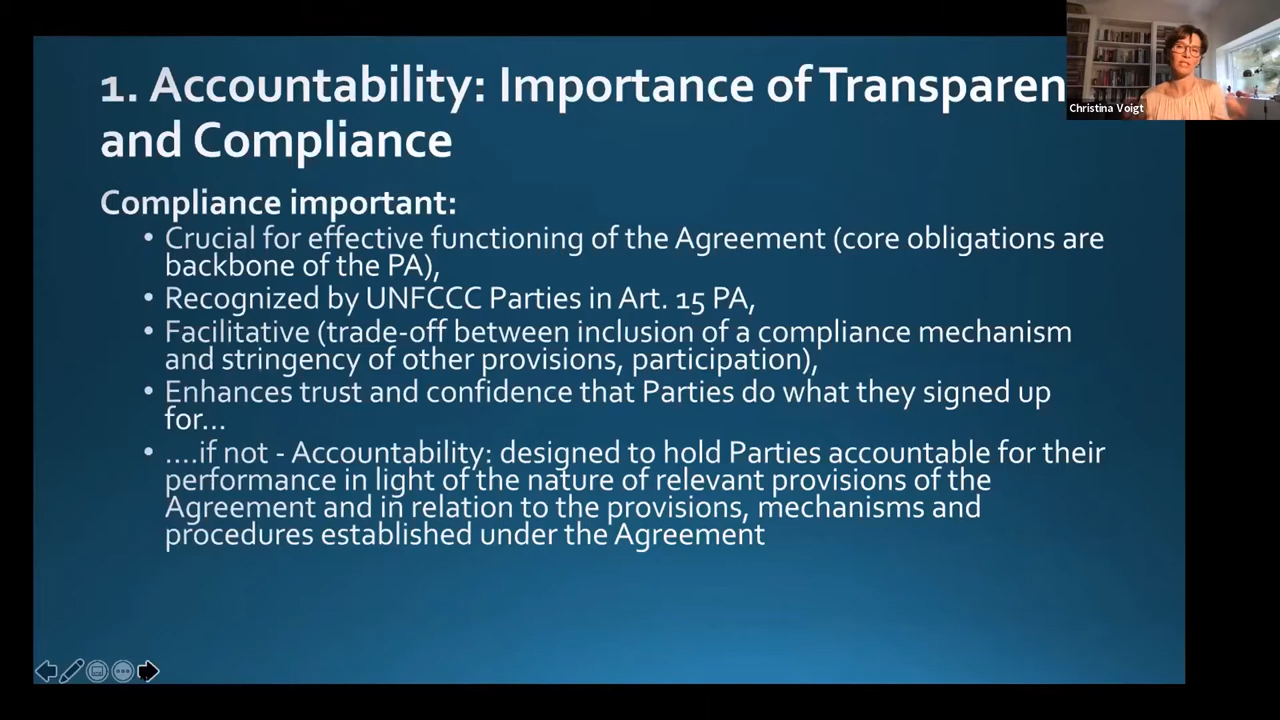 1. Accountability: Importance of Transparen
and Compliance
Christina Voigt
Compliance important:
• Crucial for effective functioning of the Agreement (core obligations are
backbone of the PA),
• Recognized by UNFCCC Parties in Art. 15 PA,
• Facilitative (trade-off between inclusion of a compliance mechanism
and stringency of other provisions, participation),
• Enhances trust and confidence that Parties do what they signed up
for...
• ....if not - Accountability: designed to hold Parties accountable for their
performance in light of the nature of relevant provisions of the
Agreement and in relation to the provisions, mechanisms and
procedures established under the Agreement